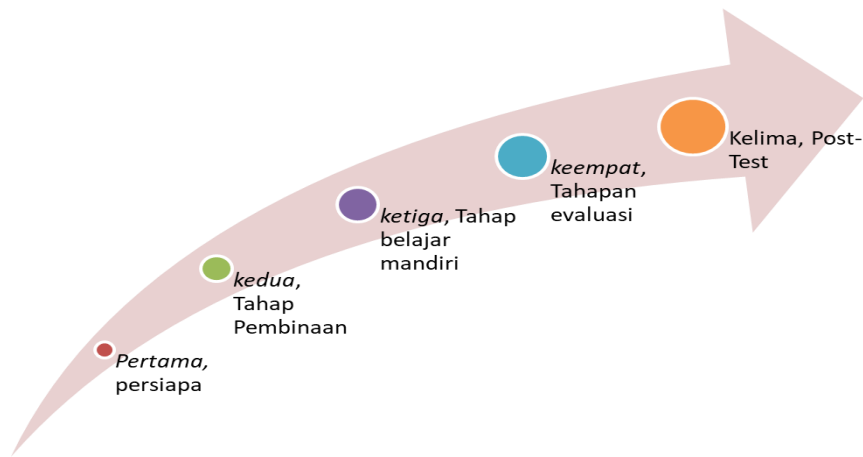 Pertama,
persiapa
kedua,
Tahap
Pembinaan
ketiga, Tahap
belajar
mandiri
keempat,
Tahapan
evaluasi
Kelima, Post-
Test